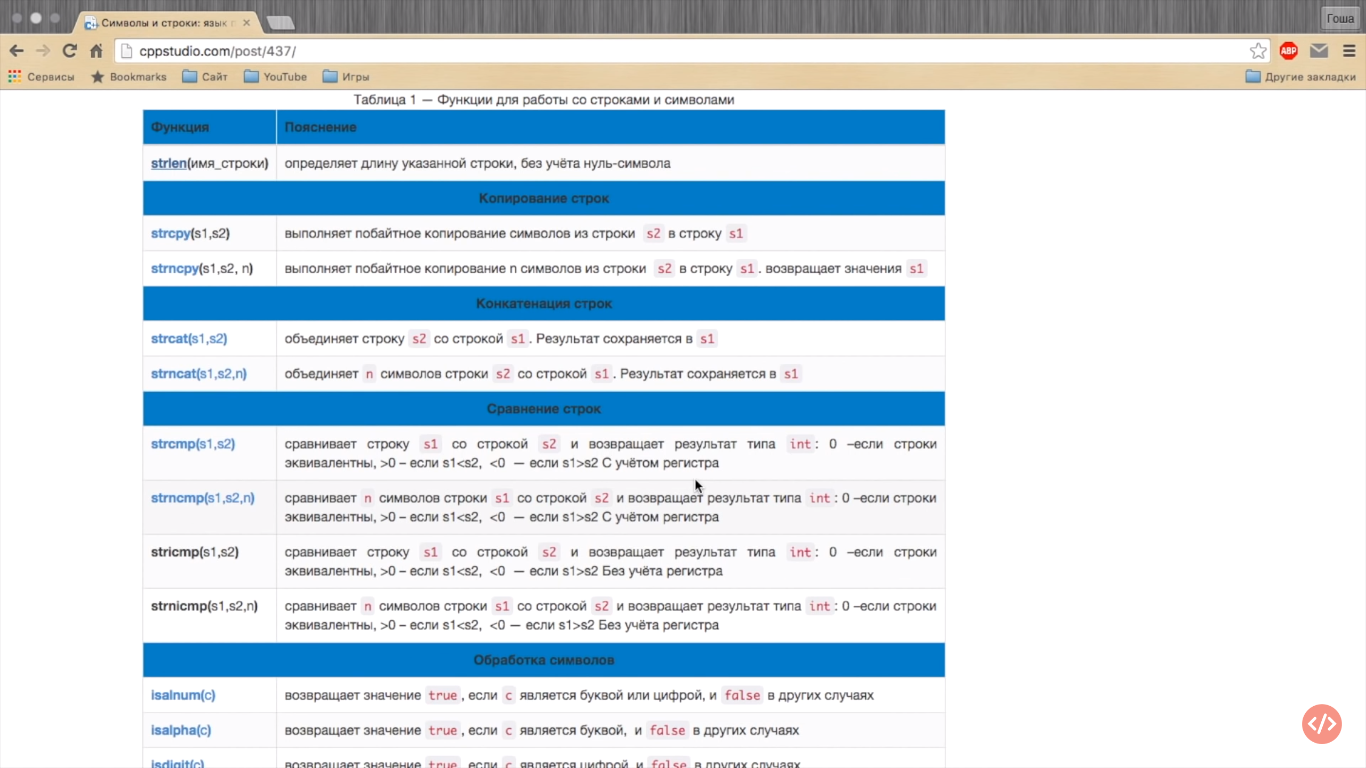 Символы и строки: язык
Гоша
cppstudio.com/post/437/
ABP
Сервисы Bookmarks Сайт YouTube Игры Другие закладки
Таблица 1 — Функции для работы со строками и символами
Функция Пояснение
strlen(имя_строки) определяет длину указанной строки, без учёта нуль-символа
Копирование строк
strcpy(s1,s2) выполняет побайтное копирование символов из строки s2 в строку s1
strncpy(s1,s2, n) выполняет побайтное копирование n символов из строки s2 в строку s1. возвращает значения s1
Конкатенация строк
strcat(s1,s2) объединяет строку s2 со строкой s1. Результат сохраняется в s1
strncat(s1,s2,n) объединяет n символов строки s2 со строкой s1. Результат сохраняется в s1
Сравнение строк
strcmp(s1,s2) сравнивает строку s1 со строкой s2 и возвращает результат типа int: 0 –если строки
эквивалентны, >0 – если s1<s2, <0 — если s1>s2 С учётом регистра
strncmp(s1,s2,n) сравнивает n символов строки s1 со строкой s2 и возвращает результат типа int: 0 –если строки
эквивалентны, >0 – если s1<s2, <0 — если s1>s2 С учётом регистра
stricmp(s1,s2) сравнивает строку s1 со строкой s2 и возвращает результат типа int: 0 –если строки
эквивалентны, >0 – если s1<s2, <0 — если s1>s2 Без учёта регистра
strnicmp(s1,s2,n) сравнивает n символов строки s1 со строкой s2 и возвращает результат типа int: 0 –если строки
эквивалентны, >0 – если s1<s2, <0 — если s1>s2 Без учёта регистра
Обработка символов
isalnum(c) возвращает значение true, если c является буквой или цифрой, и false в других случаях
isalpha(c) возвращает значение true, если c является буквой, и false в других случаях
isdigit(c) возвращает значение true, если c является цифрой, и false в других случаях